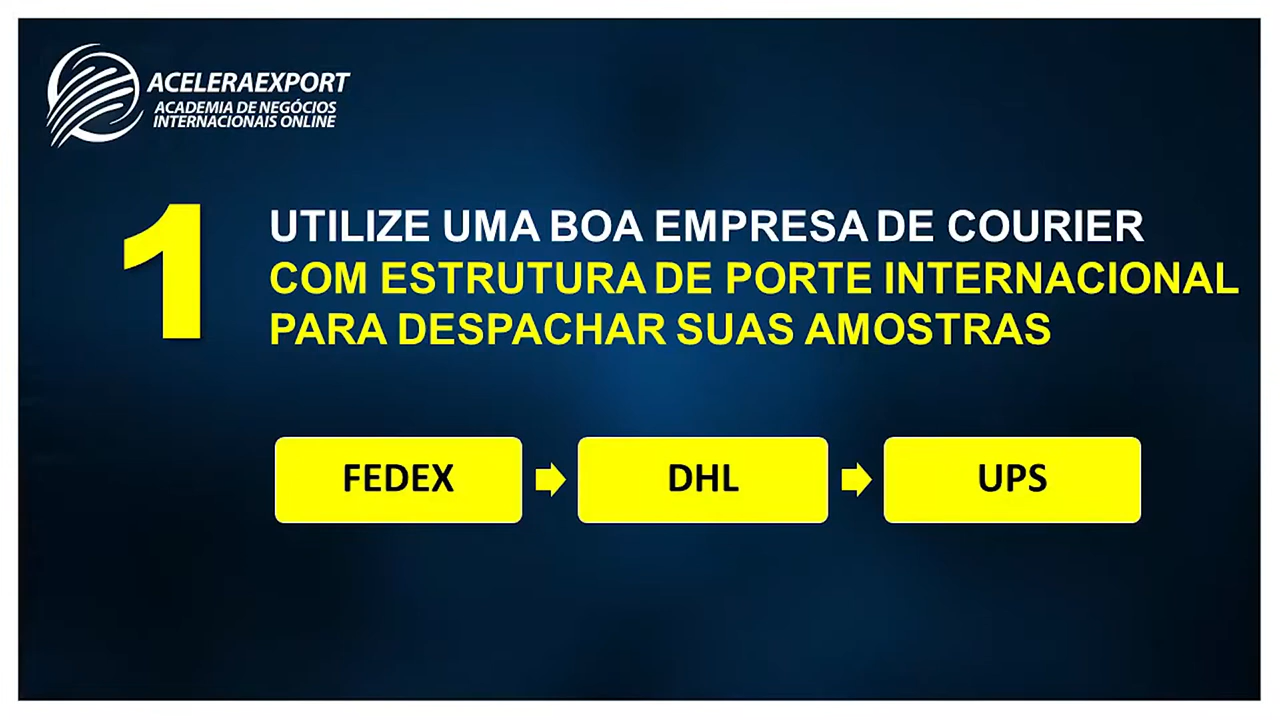 ACELERAEXPORT
ACADEMIA DE NEGÓCIOS
INTERNACIONAIS ONLINE
1
UTILIZE UMA BOA EMPRESA DE COURIER
COM ESTRUTURA DE PORTE INTERNACIONAL
PARA DESPACHAR SUAS AMOSTRAS
FEDEX
DHL
UPS